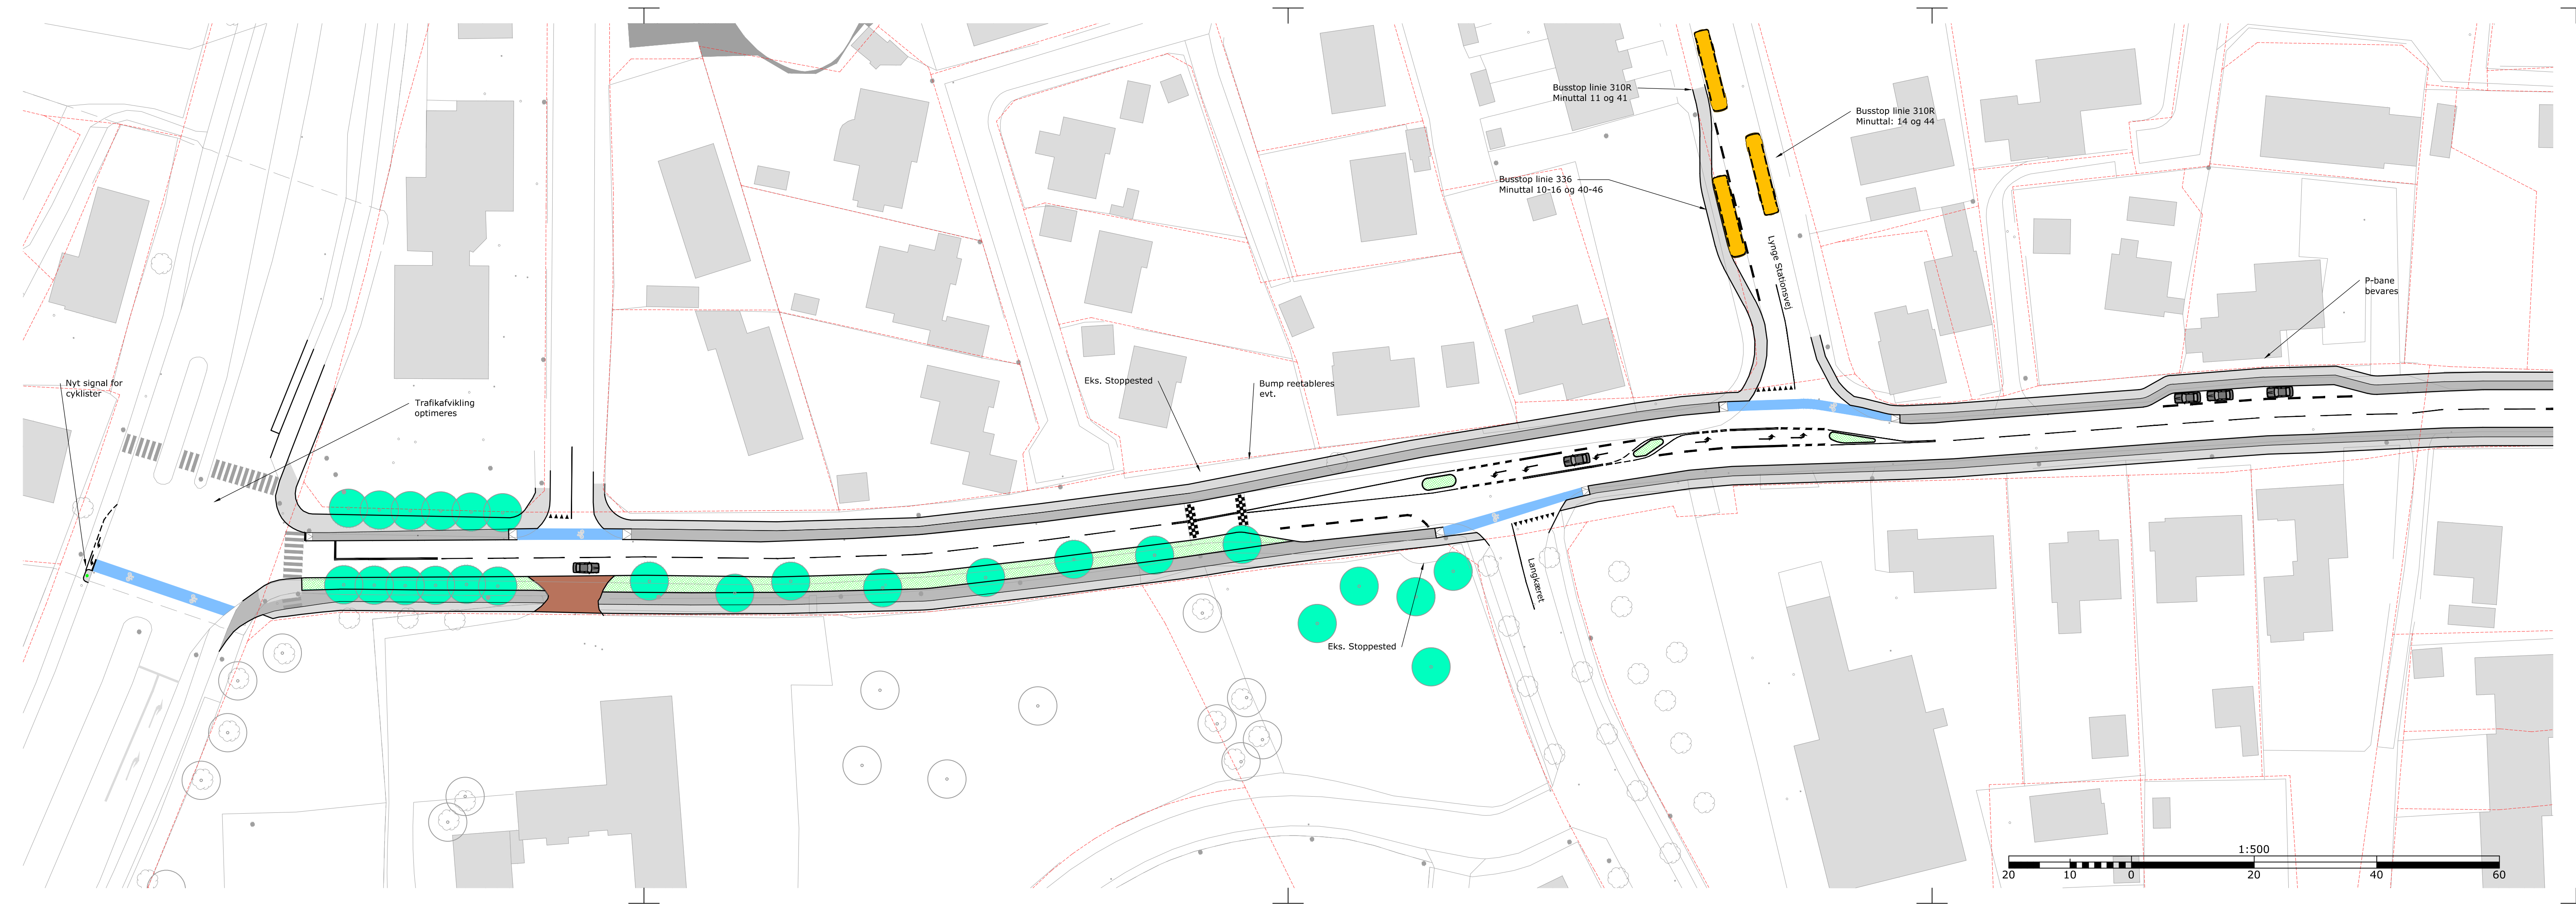 Busstop linie 310R
Minuttal 11 og 41
Busstop linie 310R
Minuttal: 14 og 44
Busstop linie 336
Minuttal 10-16 og 40-46
Lynge Stationsvej
P-bane
bevares
Nyt signal for
cyklister
Trafikafvikling
optimeres
Eks. Stoppested
Bump reetableres
evt.
Langkæret
Eks. Stoppested
1:500
20 10 0 20 40 60